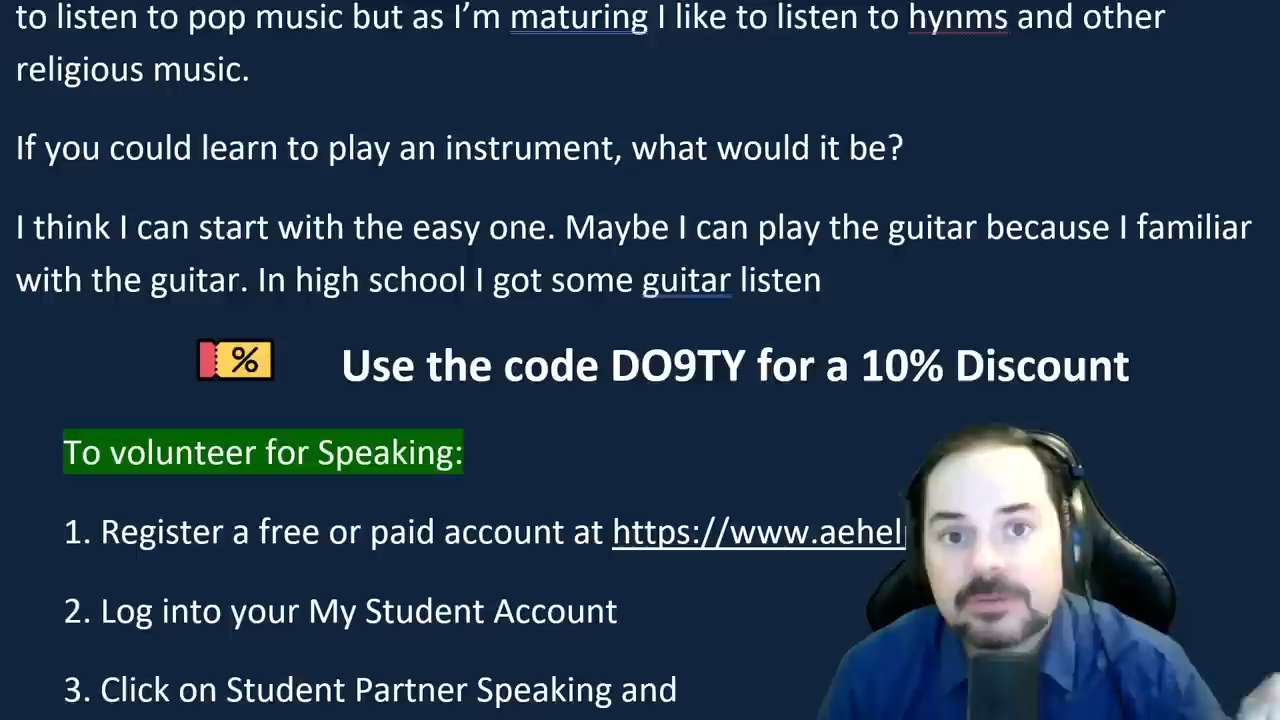 to listen to pop music but as I’m maturing I like to listen to hynms and other
religious music.
If you could learn to play an instrument, what would it be?
I think I can start with the easy one. Maybe I can play the guitar because I familiar
with the guitar. In high school I got some guitar listen
% Use the code DO9TY for a 10% Discount
To volunteer for Speaking:
1. Register a free or paid account at https://www.aehel
2. Log into your My Student Account
3. Click on Student Partner Speaking and